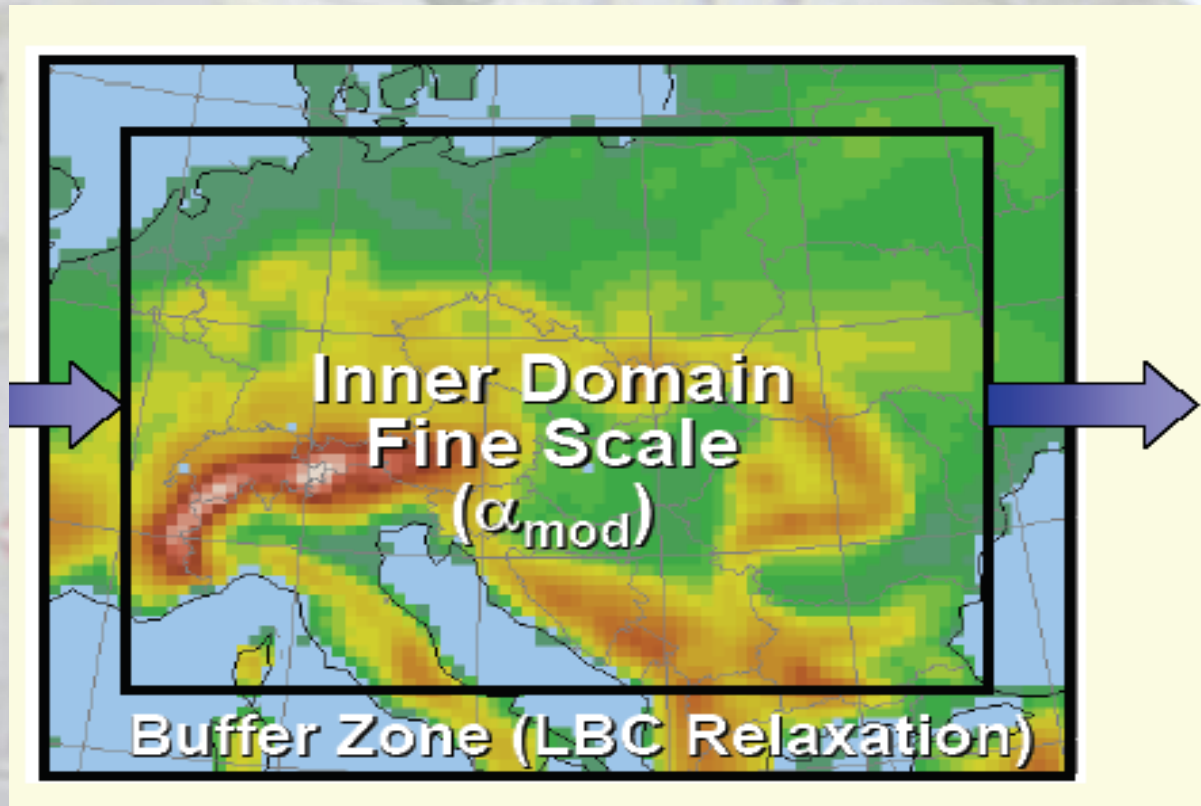 Inner Domain
Fine Scale
(αmod)
Buffer Zone (LBC Relaxation)